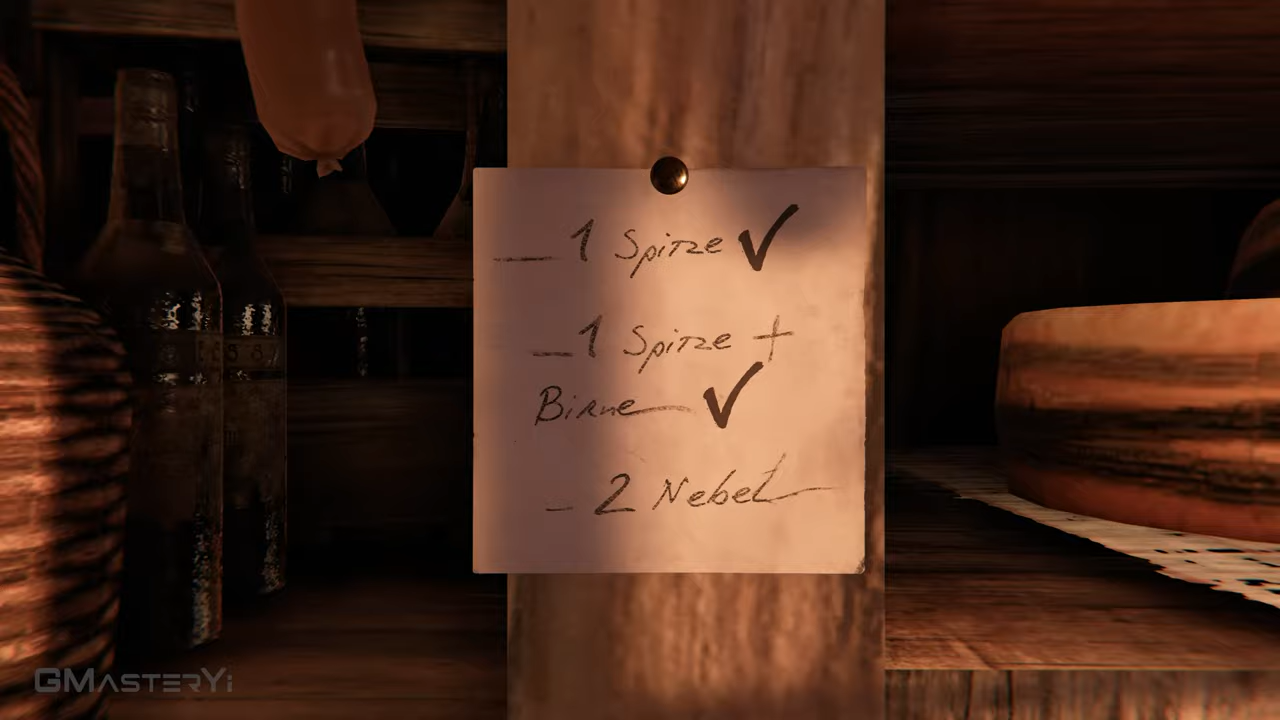 _ 1 Spitze ✓
_ 1 Spitze +
Birne ✓
- 2 Nebel
GMasterYi